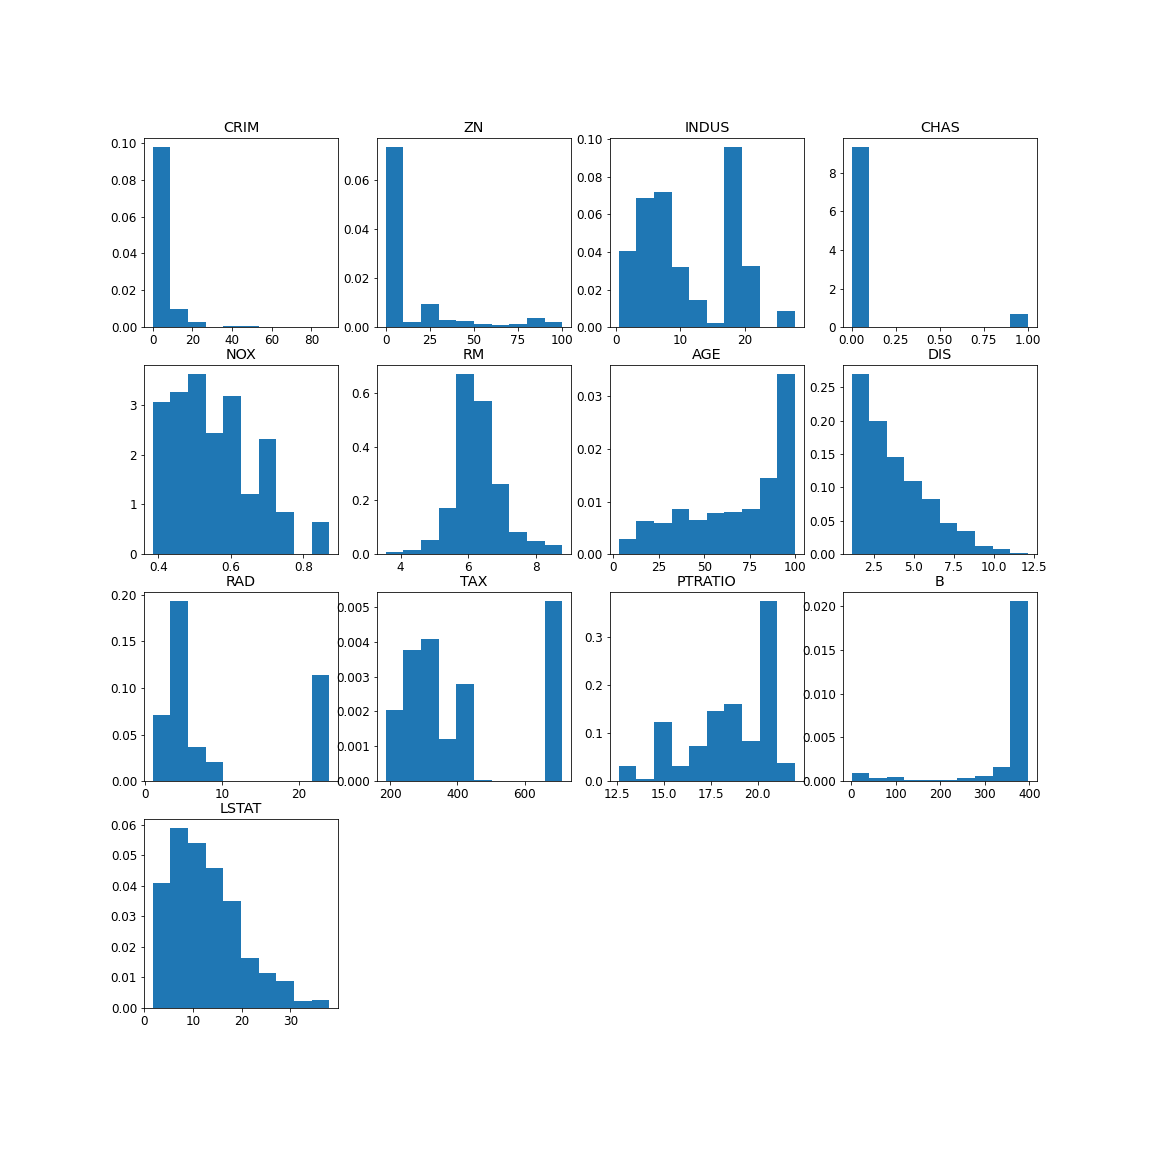 CRIM ZN INDUS CHAS
0.10 0.10
0.08 0.06 0.08 8
0.06 0.04 0.06 6
0.04 0.04 4
0.02 0.02 0.02 2
0.00 0.00 0.00 0
0 20 40 60 80 0 25 50 75 100 0 10 20 0.00 0.25 0.50 0.75 1.00
NOX RM AGE DIS
3 0.6 0.03 0.25
2 0.4 0.02 0.20
0.15
1 0.2 0.01 0.10
0.05
0 0.0 0.00 0.00
0.4 0.6 0.8 4 6 8 0 25 50 75 100 2.5 5.0 7.5 10.0 12.5
RAD TAX PTRATIO B
0.20 0.005 0.3 0.020
0.15 0.004 0.015
0.003 0.2
0.10 0.002 0.010
0.05 0.001 0.1 0.005
0.00 0.000 0.0 0.000
0 20 200 400 600 12.5 15.0 17.5 20.0 0 100 200 300 400
LSTAT
0.06
0.05
0.04
0.03
0.02
0.01
0.00
0 10 20 30